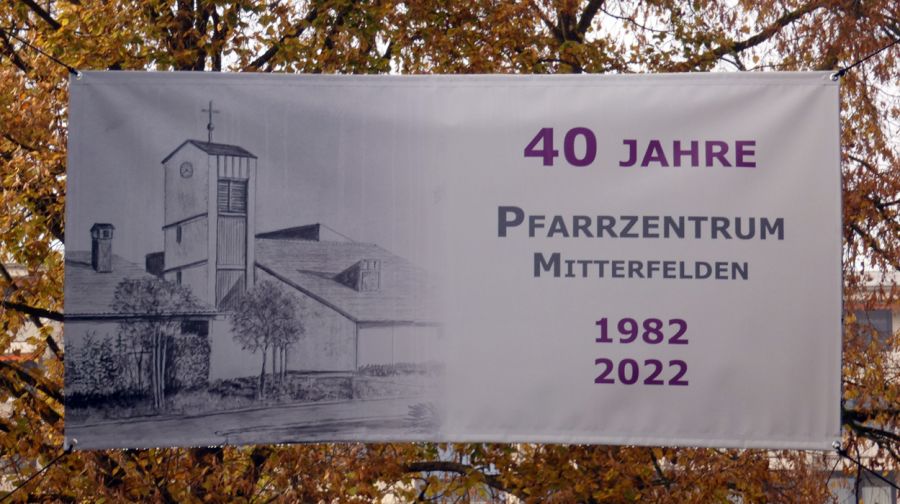 40 JAHRE
PFARRZENTRUM
MITTERFELDEN
1982
2022